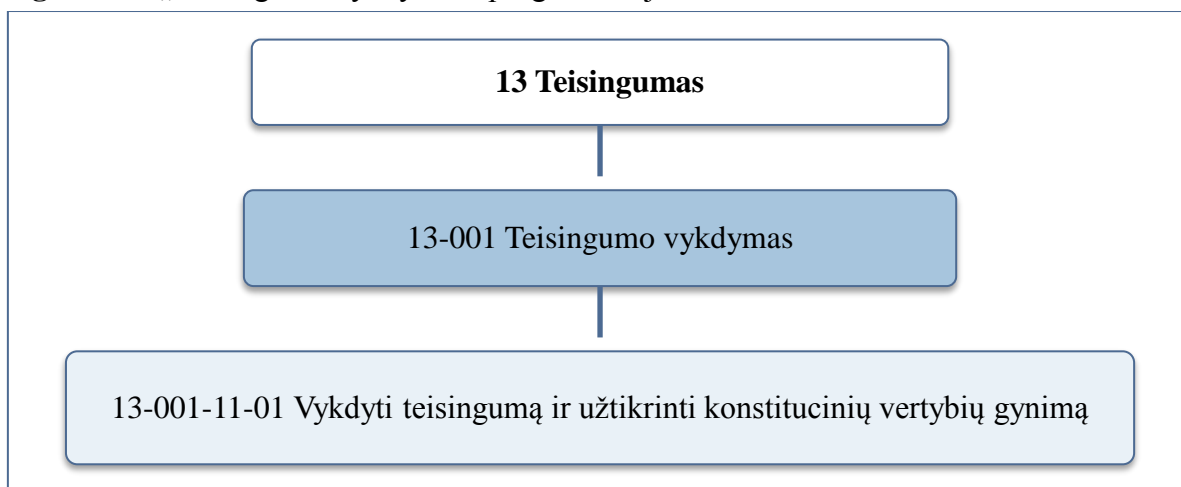 13 Teisingumas
13-001 Teisingumo vykdymas
13-001-11-01 Vykdyti teisingumą ir užtikrinti konstitucinių vertybių gynimą